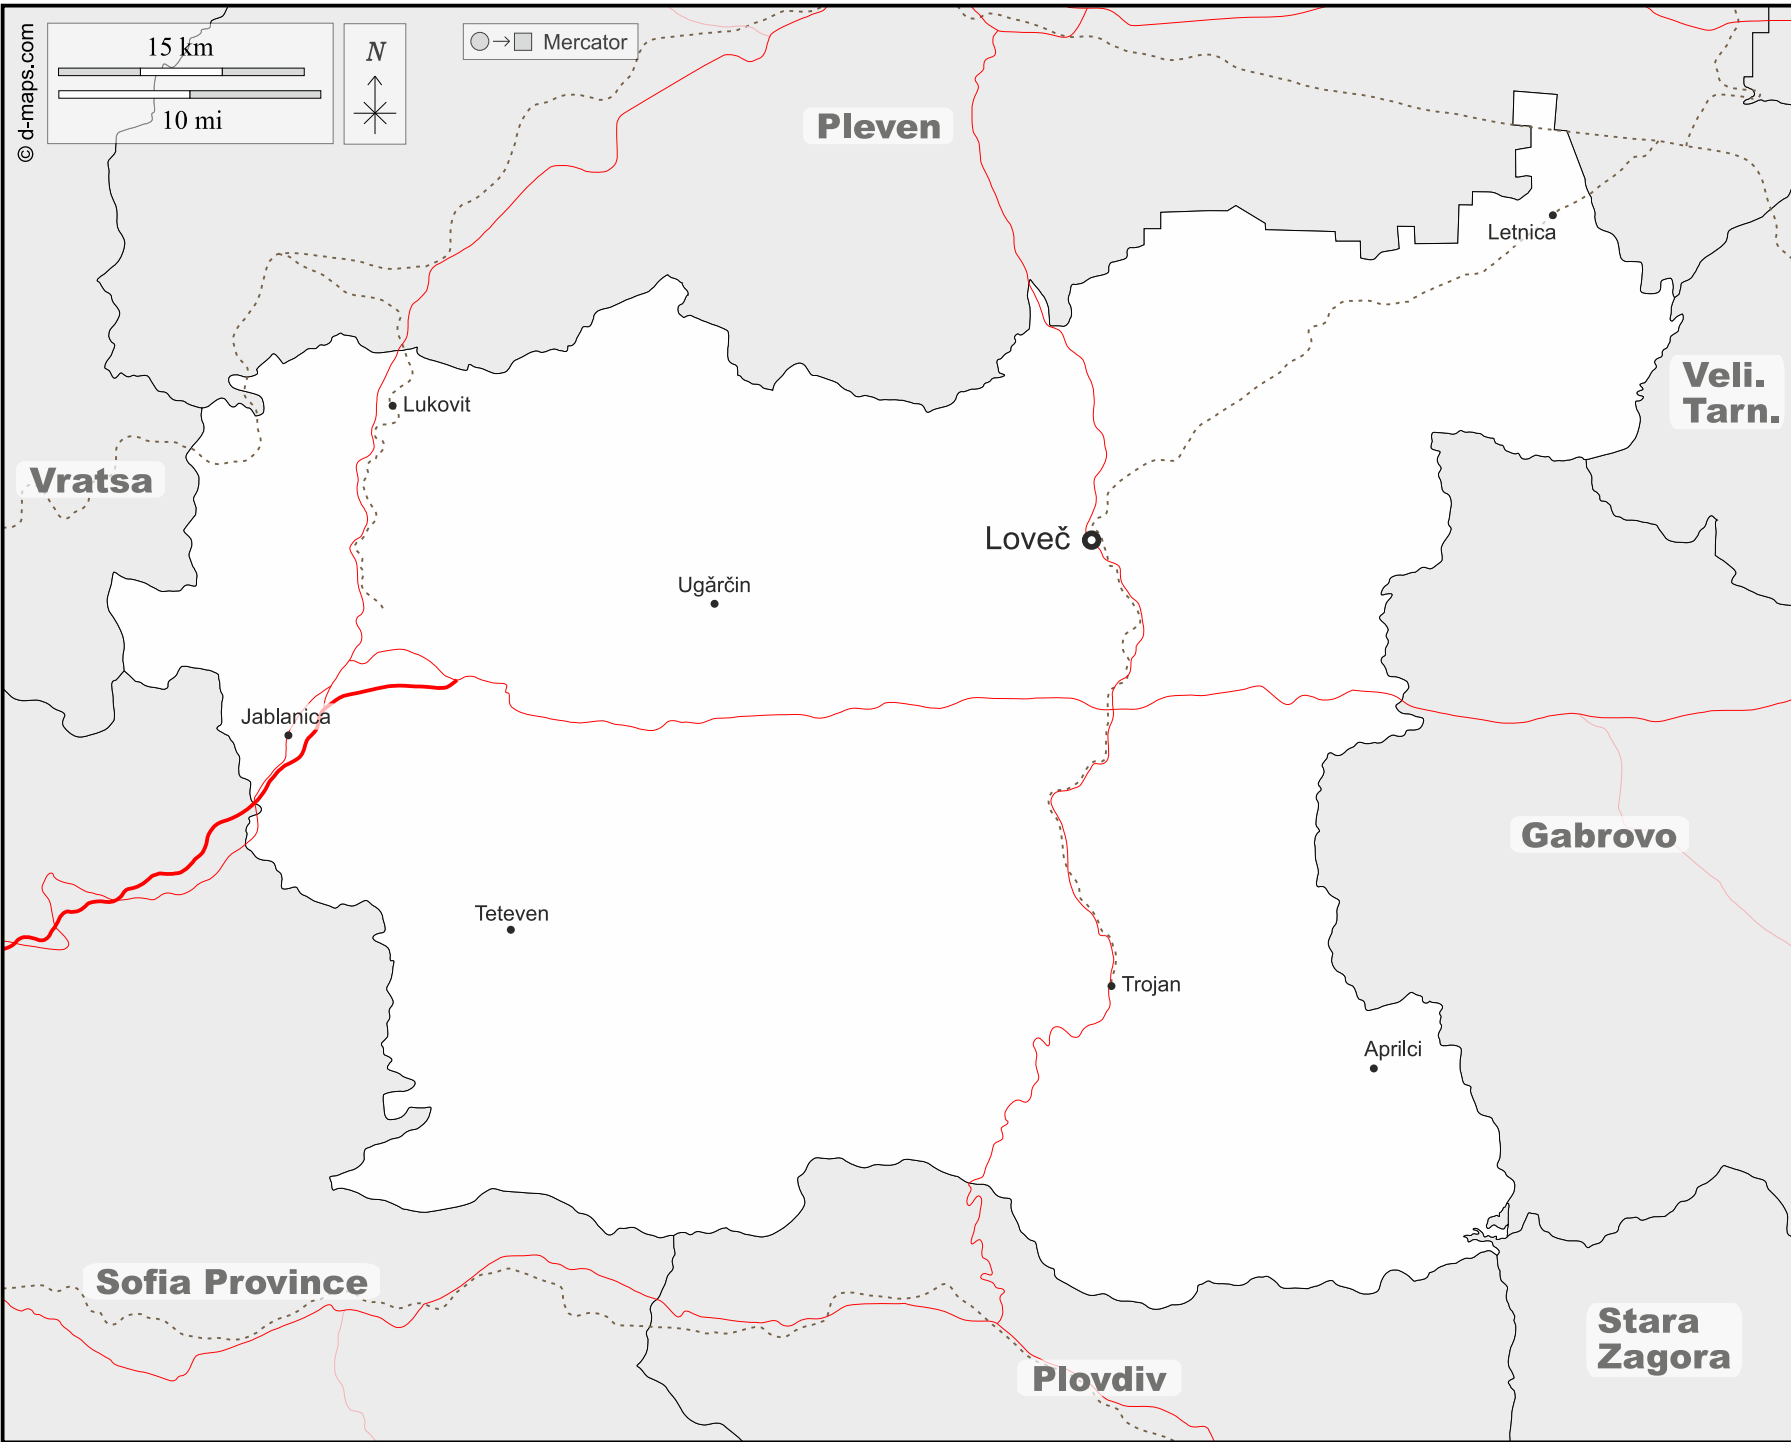 © d-maps.com
15 km
10 mi
N
Mercator
Pleven
Letnica
Veli.
Tarn.
Lukovit
Vratsa
Loveč
Ugărčin
Jablanica
Gabrovo
Teteven
Trojan
Aprilci
Sofia Province
Stara
Zagora
Plovdiv